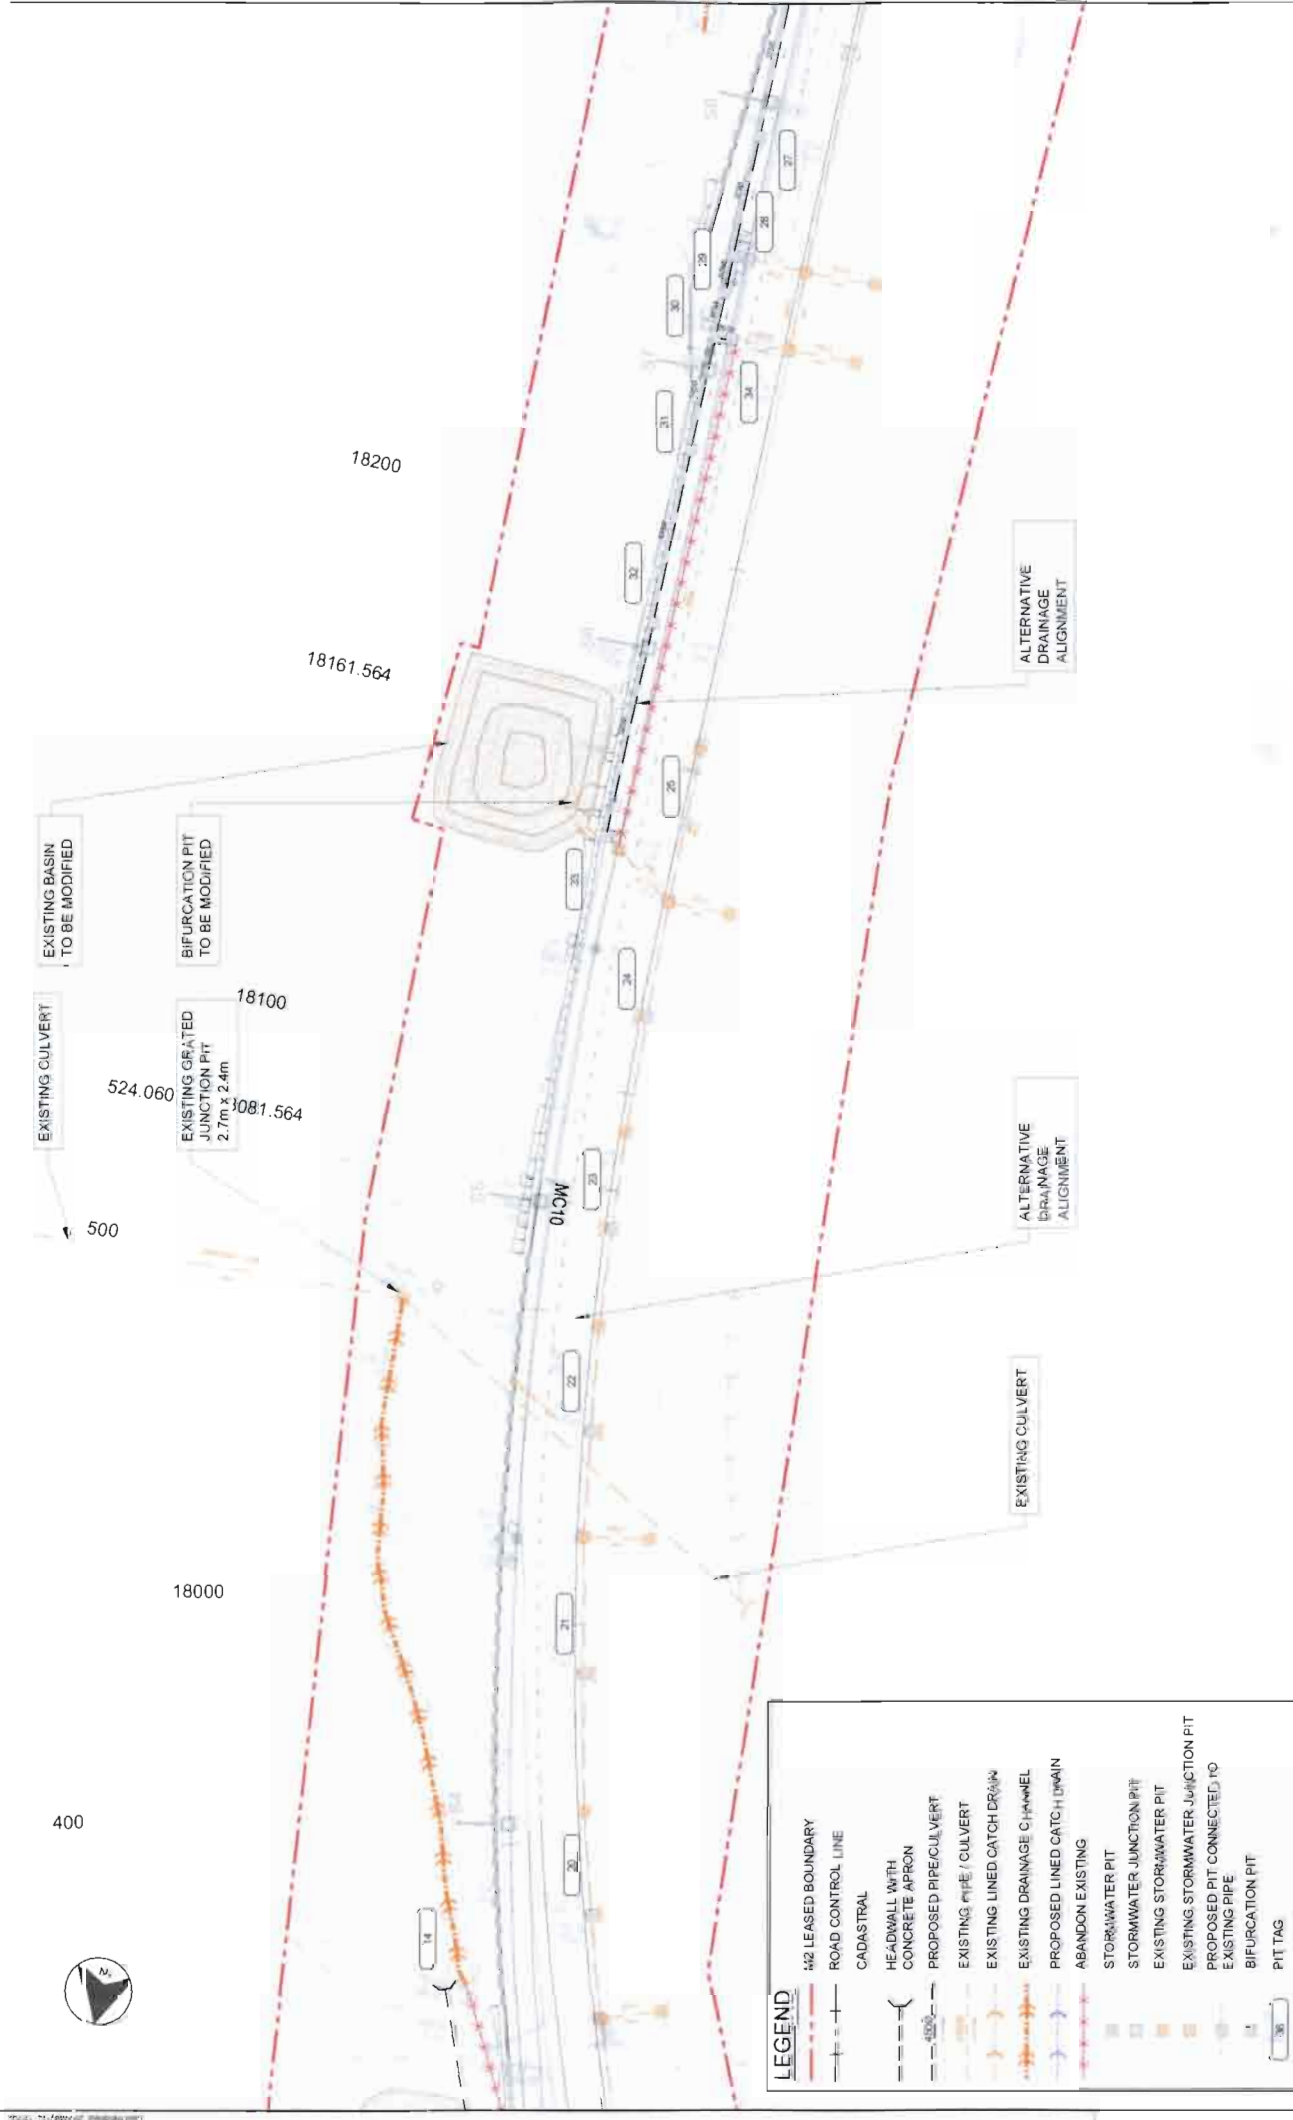 EXISTING CULVERT
EXISTING BASIN
TO BE MODIFIED
BIFURCATION PIT
TO BE MODIFIED
EXISTING GRATED
JUNCTION PIT
2.7m x 2.4m
18200
18161.564
18100
524.060
081.564
500
18000
400
MC10
14
20
21
22
23
24
25
27
28
29
30
31
32
33
34
ALTERNATIVE
DRAINAGE
ALIGNMENT
ALTERNATIVE
DRAINAGE
ALIGNMENT
EXISTING CULVERT
LEGEND
M2 LEASED BOUNDARY
ROAD CONTROL LINE
CADASTRAL
HEADWALL WITH
CONCRETE APRON
PROPOSED PIPE/CULVERT
EXISTING PIPE / CULVERT
EXISTING LINED CATCH DRAIN
EXISTING DRAINAGE CHANNEL
PROPOSED LINED CATCH DRAIN
ABANDON EXISTING
STORMWATER PIT
STORMWATER JUNCTION PIT
EXISTING STORMWATER PIT
EXISTING STORMWATER JUNCTION PIT
PROPOSED PIT CONNECTED TO
EXISTING PIPE
BIFURCATION PIT
PIT TAG